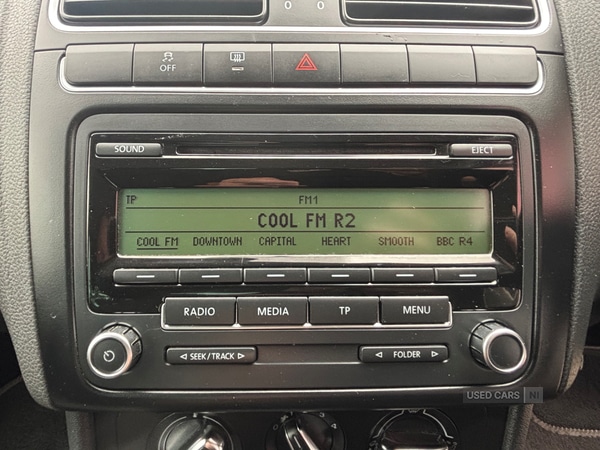 OFF
SOUND
EJECT
TP FM1
COOL FM R2
COOL FM DOWNTOWN CAPITAL HEART SMOOTH BBC R4
RADIO MEDIA TP MENU
SEEK/TRACK FOLDER
USED CARS NI